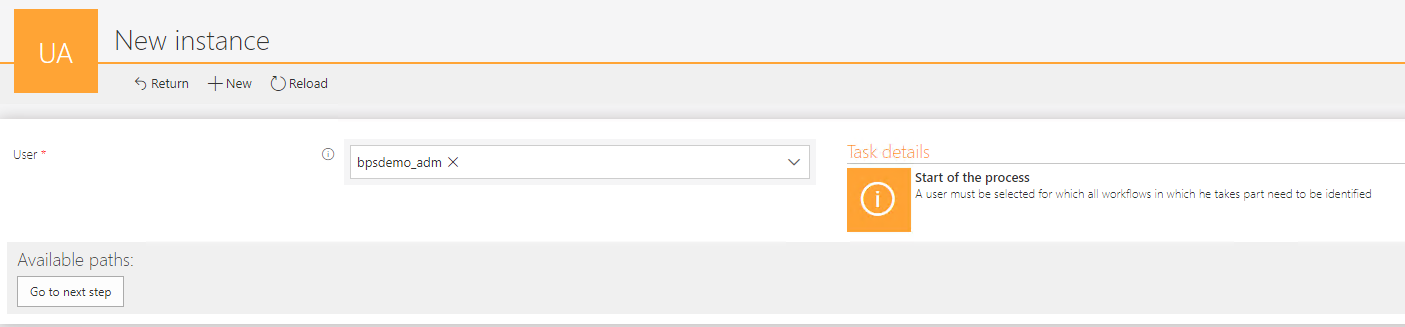 UA
New instance
Return New Reload
User *
bpsdemo_adm
Task details
Start of the process
A user must be selected for which all workflows in which he takes part need to be identified
Available paths:
Go to next step